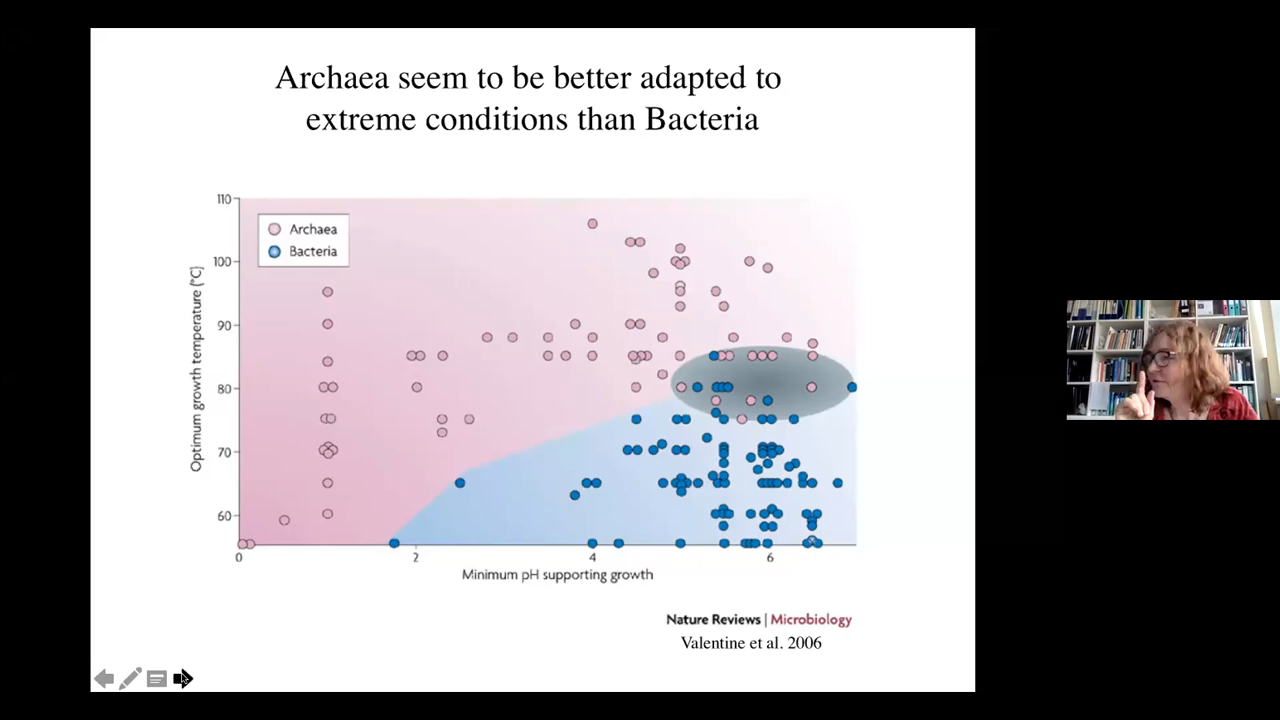 Archaea seem to be better adapted to
extreme conditions than Bacteria
110
100
90
80
70
60
Optimum growth temperature (°C)
Archaea
Bacteria
0
2
4
6
Minimum pH supporting growth
Nature Reviews | Microbiology
Valentine et al. 2006